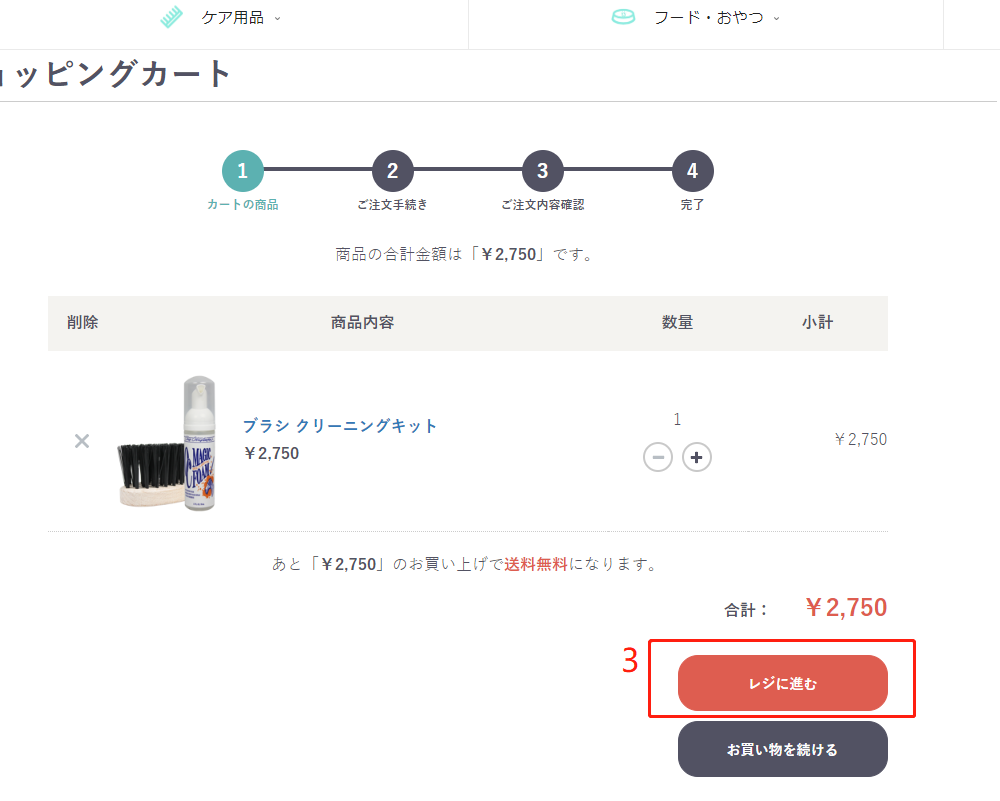 ケア用品
フード・おやつ
ョッピングカート
1
2
3
4
カートの商品
ご注文手続き
ご注文内容確認
完了
商品の合計金額は「￥2,750」です。
削除
商品内容
数量
小計
MAGIC
FOAM
ブラシ クリーニングキット
￥2,750
1
￥2,750
あと「￥2,750」のお買い上げで送料無料になります。
合計：
￥2,750
3
レジに進む
お買い物を続ける